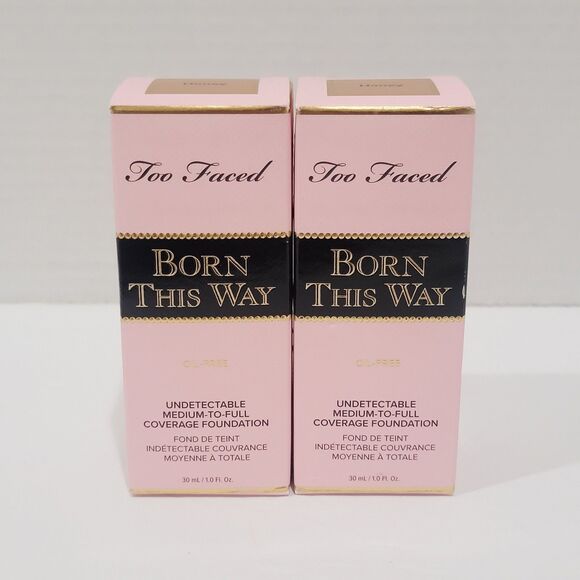 Honey
Too Faced
BORN
THIS WAY
OIL-FREE
UNDETECTABLE
MEDIUM-TO-FULL
COVERAGE FOUNDATION
FOND DE TEINT
INDÉTECTABLE COUVRANCE
MOYENNE À TOTALE
30 mL / 1.0 Fl. Oz.
Honey
Too Faced
BORN
THIS WAY
OIL-FREE
UNDETECTABLE
MEDIUM-TO-FULL
COVERAGE FOUNDATION
FOND DE TEINT
INDÉTECTABLE COUVRANCE
MOYENNE À TOTALE
30 mL / 1.0 Fl. Oz.